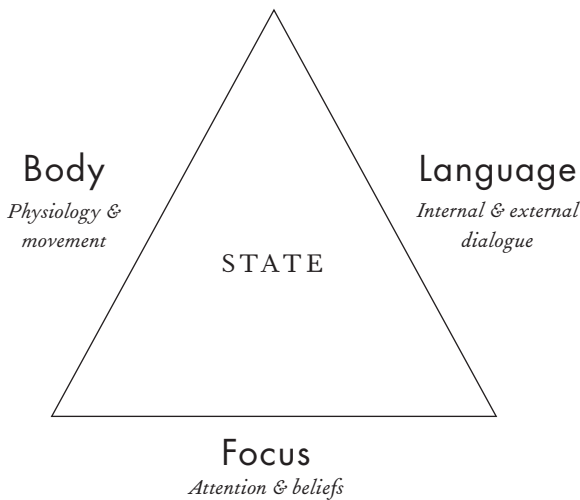 Body
Physiology &
movement
Language
Internal & external
dialogue
STATE
Focus
Attention & beliefs